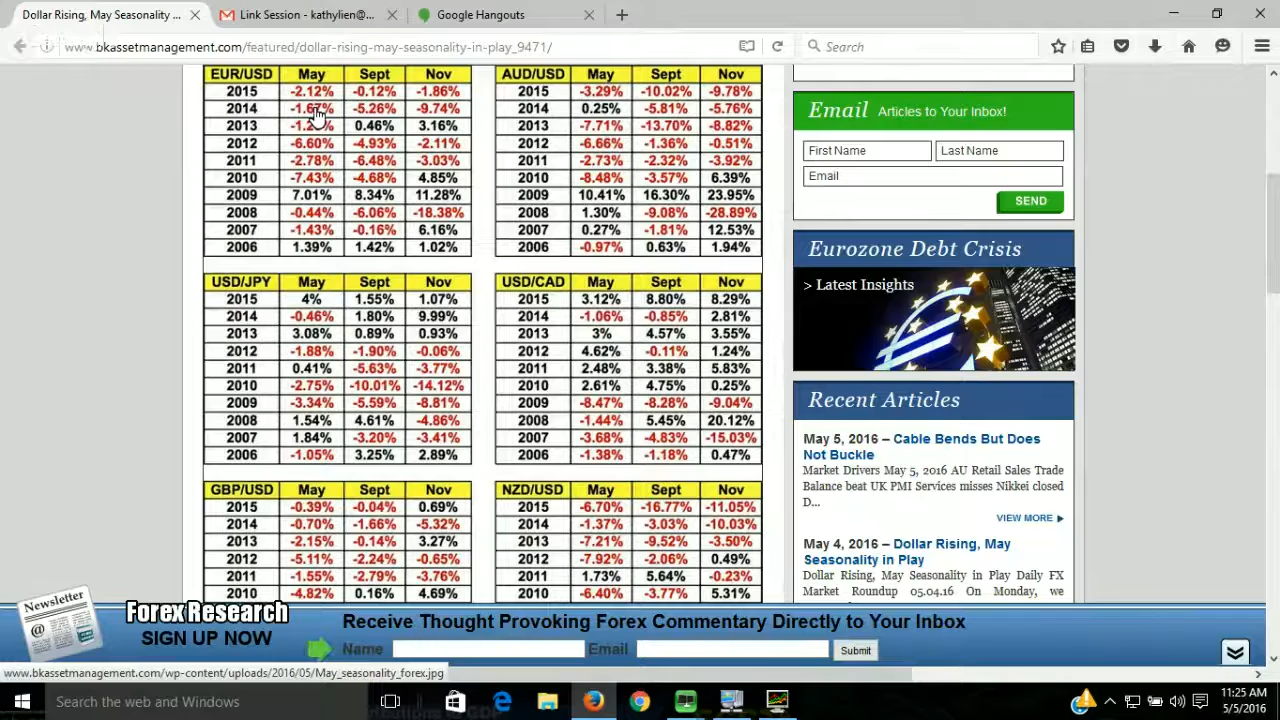 Dollar Rising, May Seasonality ...
Link Session - kathylien@...
Google Hangouts
www.bkassetmanagement.com/featured/dollar-rising-may-seasonality-in-play_9471/
Search
EUR/USD May Sept Nov
2015 -2.12% -0.12% -1.86%
2014 -1.67% -5.26% -9.74%
2013 0.46% 3.16%
2012 -6.60% -4.93% -2.11%
2011 -2.78% -6.48% -3.03%
2010 -7.43% -4.68% 4.85%
2009 7.01% 8.34% 11.28%
2008 -0.44% -6.06% -18.38%
2007 -1.43% -0.16% 6.16%
2006 1.39% 1.42% 1.02%
AUD/USD May Sept Nov
2015 -3.29% -10.02% -9.78%
2014 0.25% -5.81% -5.76%
2013 -7.71% -13.70% -8.82%
2012 -6.66% -1.36% -0.51%
2011 -2.73% -2.32% -3.92%
2010 -8.48% -3.57% 6.39%
2009 10.41% 16.30% 23.95%
2008 1.30% -9.08% -28.89%
2007 0.27% -1.81% 12.53%
2006 -0.97% 0.63% 1.94%
USD/JPY May Sept Nov
2015 4% 1.55% 1.07%
2014 -0.46% 1.80% 9.99%
2013 3.08% 0.89% 0.93%
2012 -1.88% -1.90% -0.06%
2011 0.41% -5.63% -3.77%
2010 -2.75% -10.01% -14.12%
2009 -3.34% -5.59% -8.81%
2008 1.54% 4.61% -4.86%
2007 1.84% -3.20% -3.41%
2006 -1.05% 3.25% 2.89%
USD/CAD May Sept Nov
2015 3.12% 8.80% 8.29%
2014 -1.06% -0.85% 2.81%
2013 3% 4.57% 3.55%
2012 4.62% -0.11% 1.24%
2011 2.48% 3.38% 5.83%
2010 2.61% 4.75% 0.25%
2009 -8.47% -8.28% -9.04%
2008 -1.44% 5.45% 20.12%
2007 -3.68% -4.83% -15.03%
2006 -1.38% -1.18% 0.47%
GBP/USD May Sept Nov
2015 -0.39% -0.04% 0.69%
2014 -0.70% -1.66% -5.32%
2013 -2.15% -0.14% 3.27%
2012 -5.11% -2.24% -0.65%
2011 -1.55% -2.79% -3.76%
2010 -4.82% 0.16% 4.69%
NZD/USD May Sept Nov
2015 -6.70% -16.77% -11.05%
2014 -1.37% -3.03% -10.03%
2013 -7.21% -9.52% -3.50%
2012 -7.92% -2.06% 0.49%
2011 1.73% 5.64% -0.23%
2010 -6.40% -3.77% 5.31%
Email Articles to Your Inbox!
First Name
Last Name
Email
SEND
Eurozone Debt Crisis
> Latest Insights
Recent Articles
May 5, 2016 – Cable Bends But Does
Not Buckle
Market Drivers May 5, 2016 AU Retail Sales Trade
Balance beat UK PMI Services misses Nikkei closed
D...
VIEW MORE
May 4, 2016 – Dollar Rising, May
Seasonality in Play
Dollar Rising, May Seasonality in Play Daily FX
Market Roundup 05.04.16 On Monday, we
Newsletter
@
Forex Research
SIGN UP NOW
Receive Thought Provoking Forex Commentary Directly to Your Inbox
Name
Email
Submit
www.bkassetmanagement.com/wp-content/uploads/2016/05/May_seasonality_forex.jpg
Search the web and Windows
11:25 AM
5/5/2016